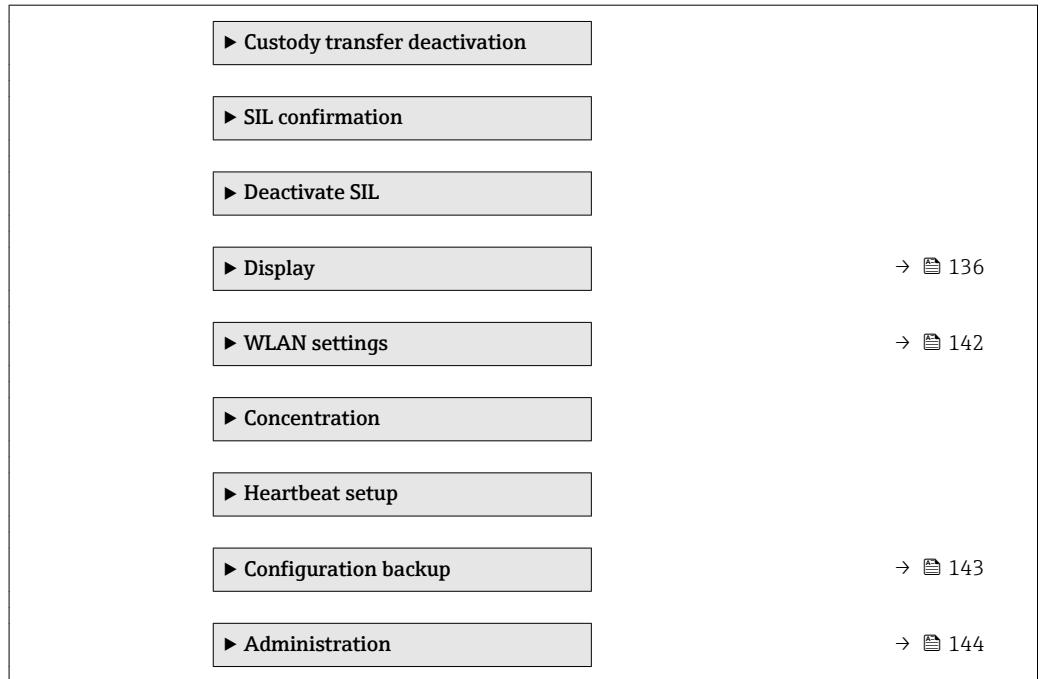 ▶ Custody transfer deactivation
▶ SIL confirmation
▶ Deactivate SIL
▶ Display → 136
▶ WLAN settings → 142
▶ Concentration
▶ Heartbeat setup
▶ Configuration backup → 143
▶ Administration → 144